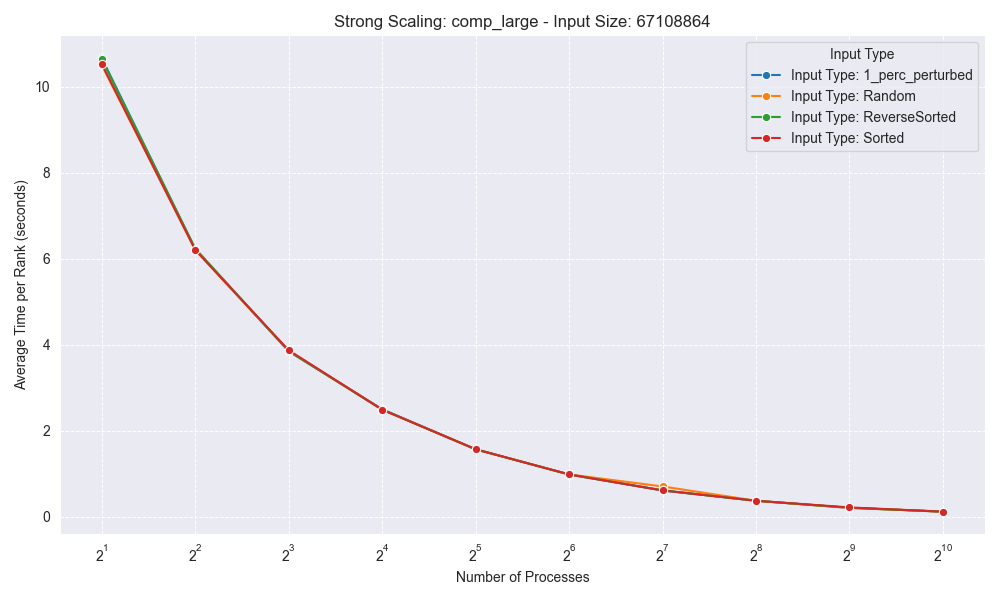 Strong Scaling: comp_large - Input Size: 67108864
Input Type
Input Type: 1_perc_perturbed
Input Type: Random
Input Type: ReverseSorted
Input Type: Sorted
Average Time per Rank (seconds)
10
8
6
4
2
0
2^1 2^2 2^3 2^4 2^5 2^6 2^7 2^8 2^9 2^10
Number of Processes